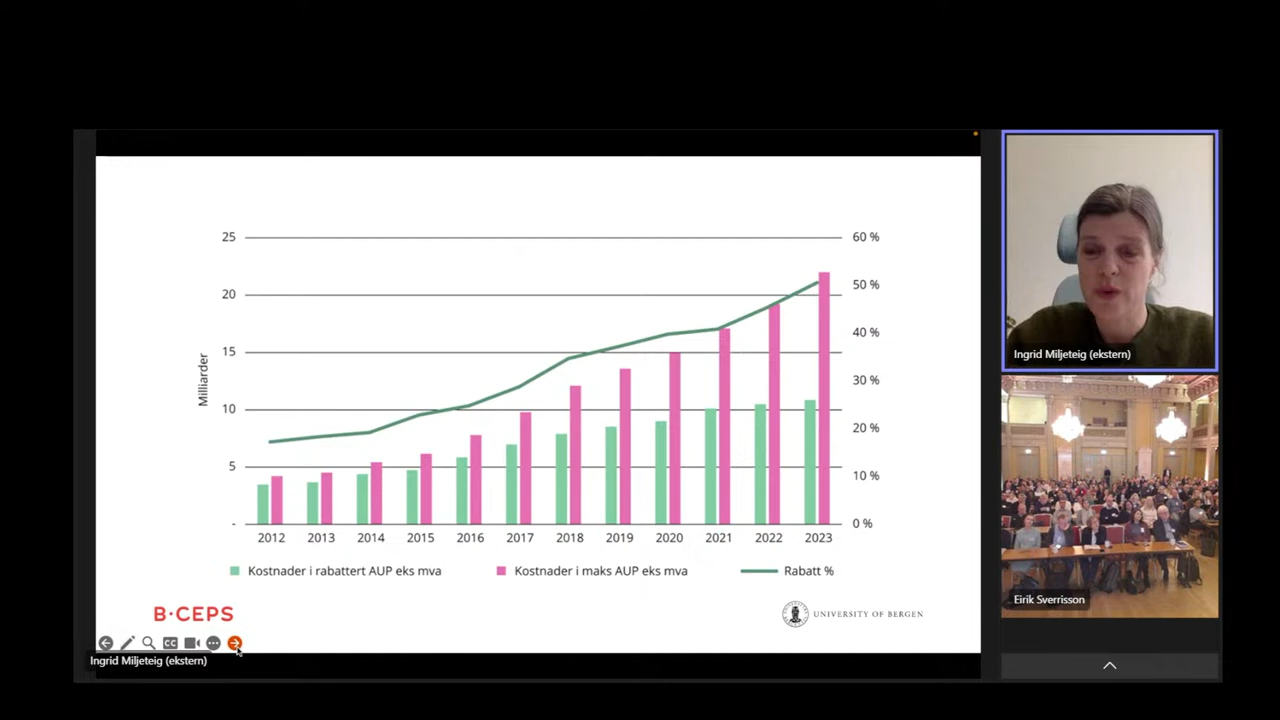 25
20
15
10
5
-
Milliarder
60 %
50 %
40 %
30 %
20 %
10 %
0 %
2012 2013 2014 2015 2016 2017 2018 2019 2020 2021 2022 2023
Kostnader i rabattert AUP eks mva Kostnader i maks AUP eks mva Rabatt %
B·CEPS
UNIVERSITY OF BERGEN
CC
Ingrid Miljeteig (ekstern)
Ingrid Miljeteig (ekstern)
Eirik Sverrisson